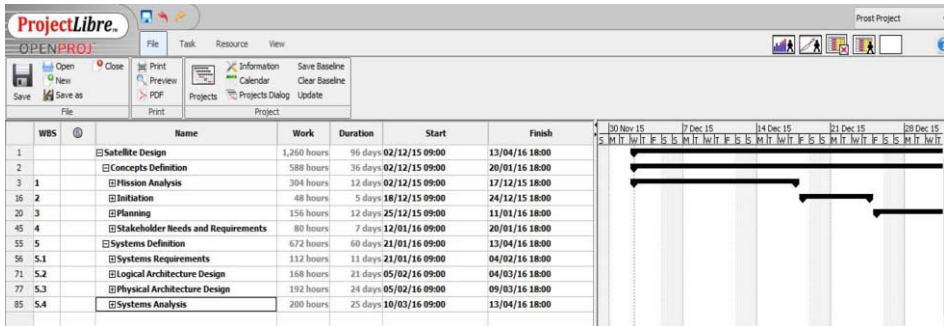 ProjectLibre™
OPENPROJ
Prost Project
File Task Resource View
Save Open New Save as Close
Print Preview PDF
Projects Information Calendar Projects Dialog
Save Baseline Clear Baseline Update
File Print Project
WBS Name Work Duration Start Finish
30 Nov 15 7 Dec 15 14 Dec 15 21 Dec 15 28 Dec 15
S M T W T F S S M T W T F S S M T W T F S S M T W T F S S M T W
1 Satellite Design 1,260 hours 96 days 02/12/15 09:00 13/04/16 18:00
2 Concepts Definition 588 hours 36 days 02/12/15 09:00 20/01/16 18:00
3 1 Mission Analysis 304 hours 12 days 02/12/15 09:00 17/12/15 18:00
16 2 Initiation 48 hours 5 days 18/12/15 09:00 24/12/15 18:00
20 3 Planning 156 hours 12 days 25/12/15 09:00 11/01/16 18:00
45 4 Stakeholder Needs and Requirements 80 hours 7 days 12/01/16 09:00 20/01/16 18:00
55 5 Systems Definition 672 hours 60 days 21/01/16 09:00 13/04/16 18:00
56 5.1 Systems Requirements 112 hours 11 days 21/01/16 09:00 04/02/16 18:00
71 5.2 Logical Architecture Design 168 hours 21 days 05/02/16 09:00 04/03/16 18:00
77 5.3 Physical Architecture Design 192 hours 24 days 05/02/16 09:00 09/03/16 18:00
85 5.4 Systems Analysis 200 hours 25 days 10/03/16 09:00 13/04/16 18:00